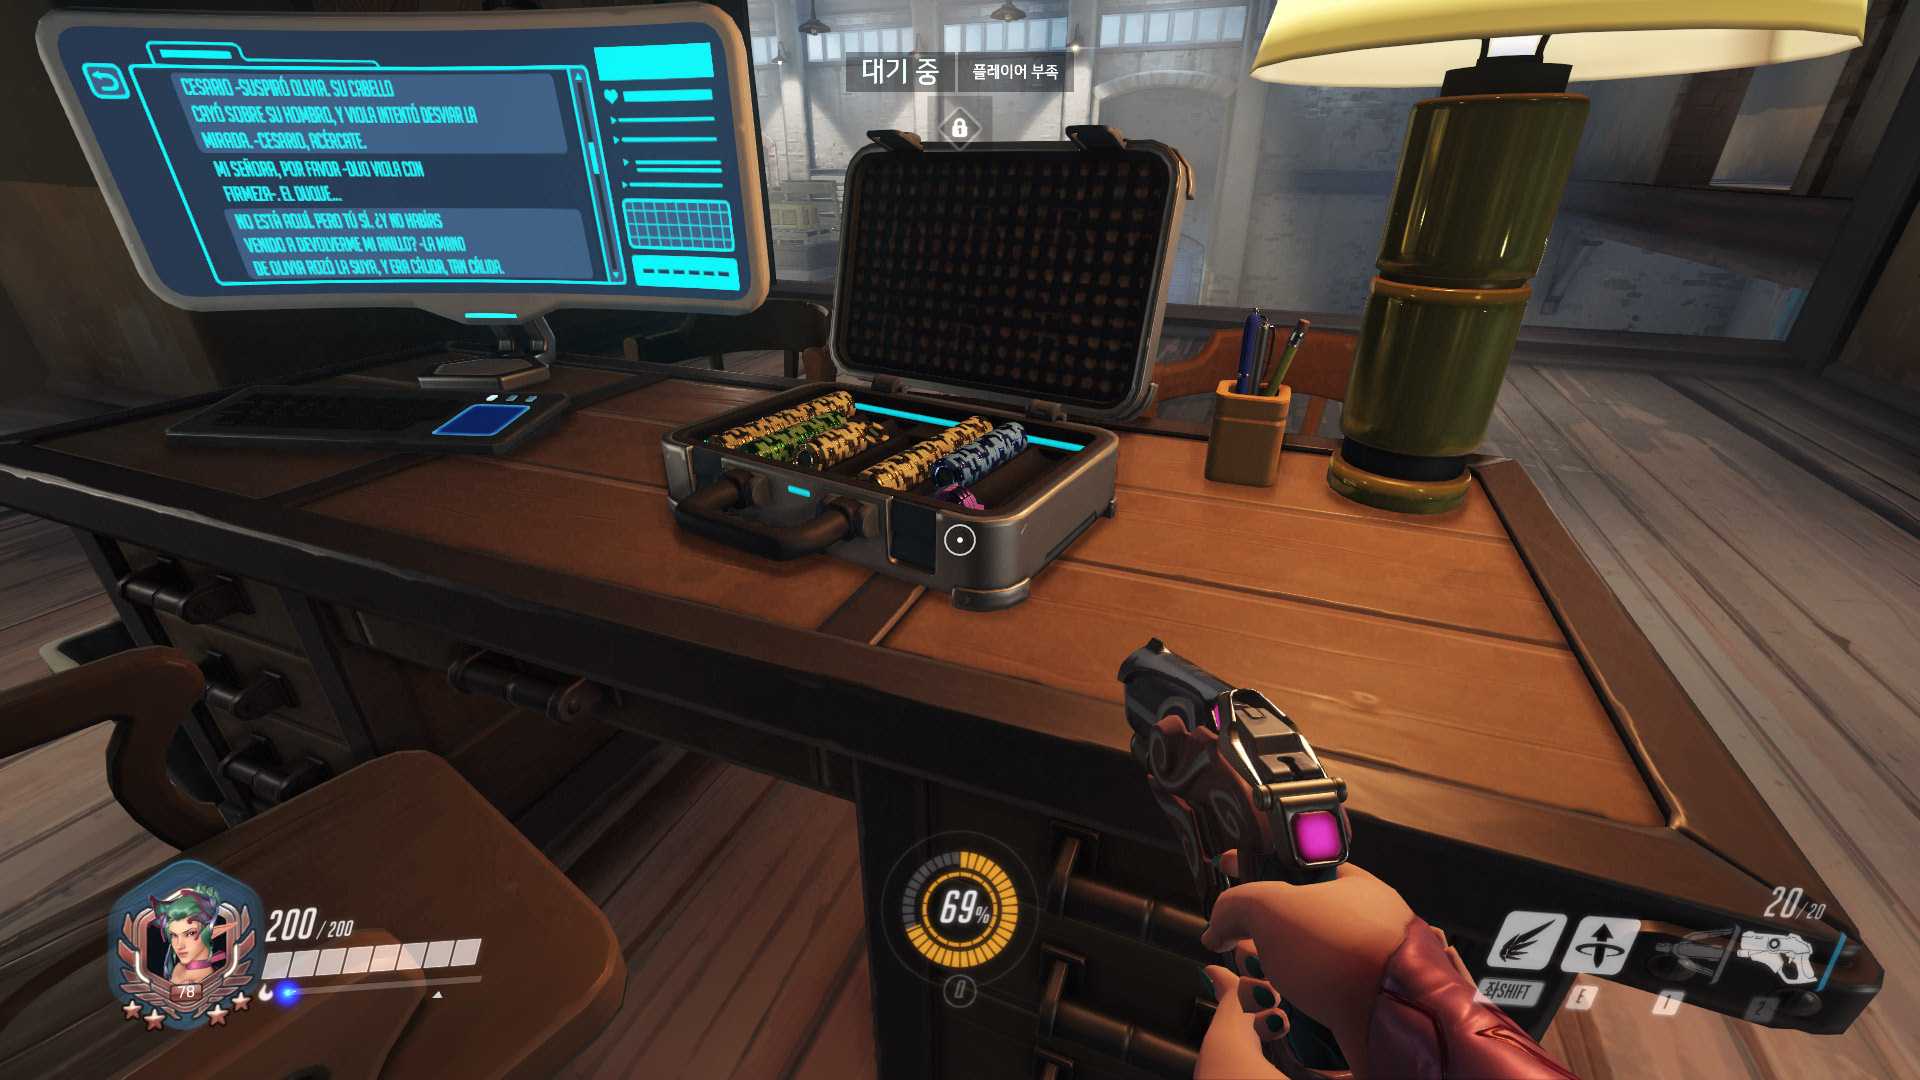 CESARIO -SUSPIRÓ OLIVIA. SU CABELLO
CAYÓ SOBRE SU HOMBRO, Y VIOLA INTENTÓ DESVIAR LA
MIRADA. -CESARIO, ACÉRCATE.
MI SEÑORA, POR FAVOR -DIJO VIOLA CON
FIRMEZA-. EL DUQUE...
NO ESTÁ AQUÍ. PERO TÚ SÍ. ¿Y NO HABÍAS
VENIDO A DEVOLVERME MI ANILLO? -LA MANO
DE OLIVIA ROZÓ LA SUYA, Y ERA CÁLIDA, TAN CÁLIDA.
대기 중
플레이어 부족
200/200
78
69%
Q
20/20
좌SHIFT
E
1
2